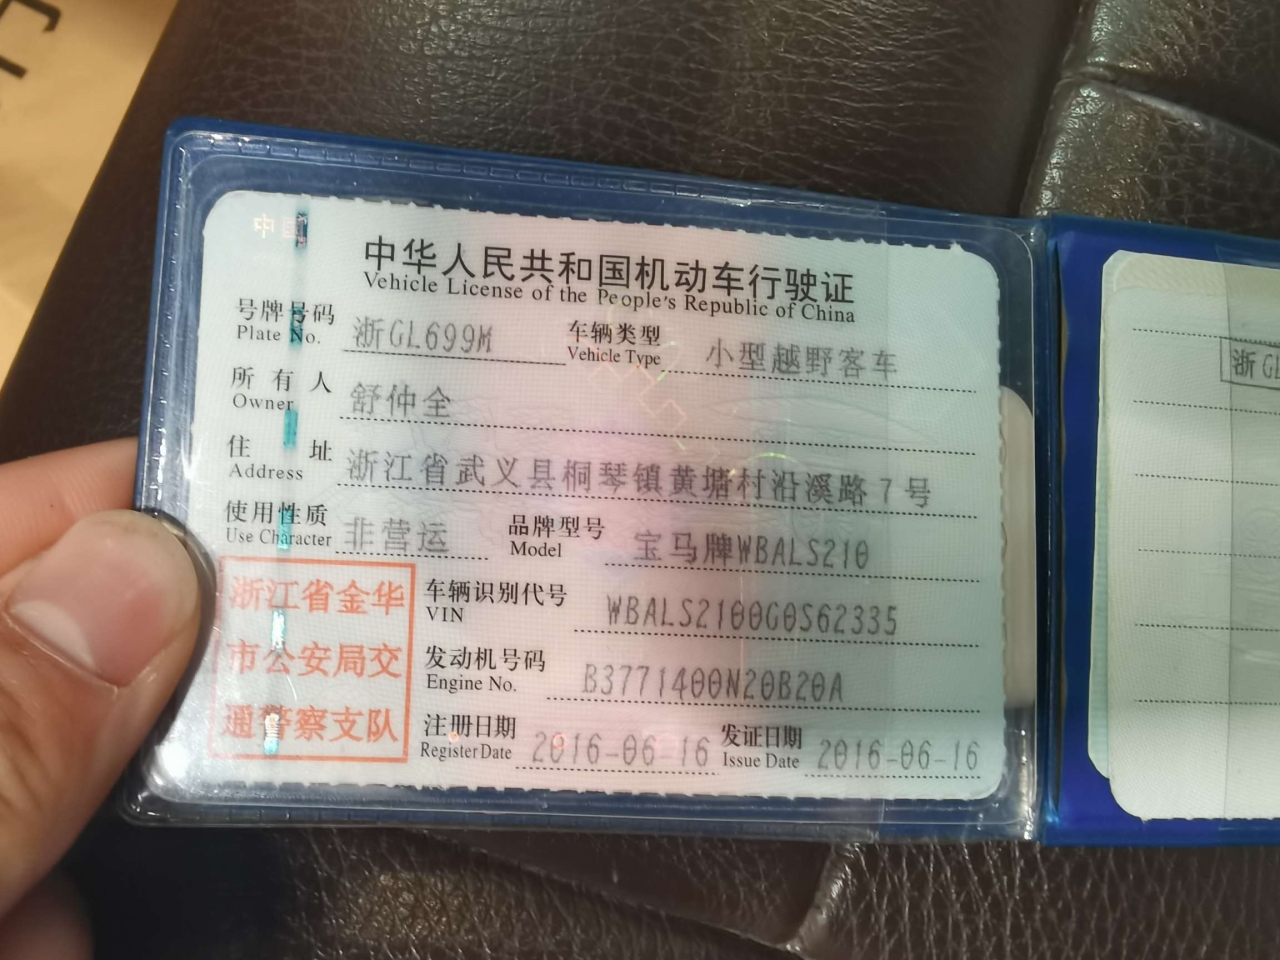 中国
中华人民共和国机动车行驶证
Vehicle License of the People's Republic of China
号牌号码 浙GL699M 车辆类型 小型越野客车
Plate No. Vehicle Type
所有人 舒仲全
Owner
住址 浙江省武义县桐琴镇黄塘村沿溪路7号
Address
使用性质 非营运 品牌型号 宝马牌WBALS210
Use Character Model
浙江省金华
市公安局交
通警察支队
车辆识别代号 WBALS2100G0S62335
VIN
发动机号码 B3771400N20B20A
Engine No.
注册日期 2016-06-16 发证日期 2016-06-16
Register Date Issue Date
浙GL